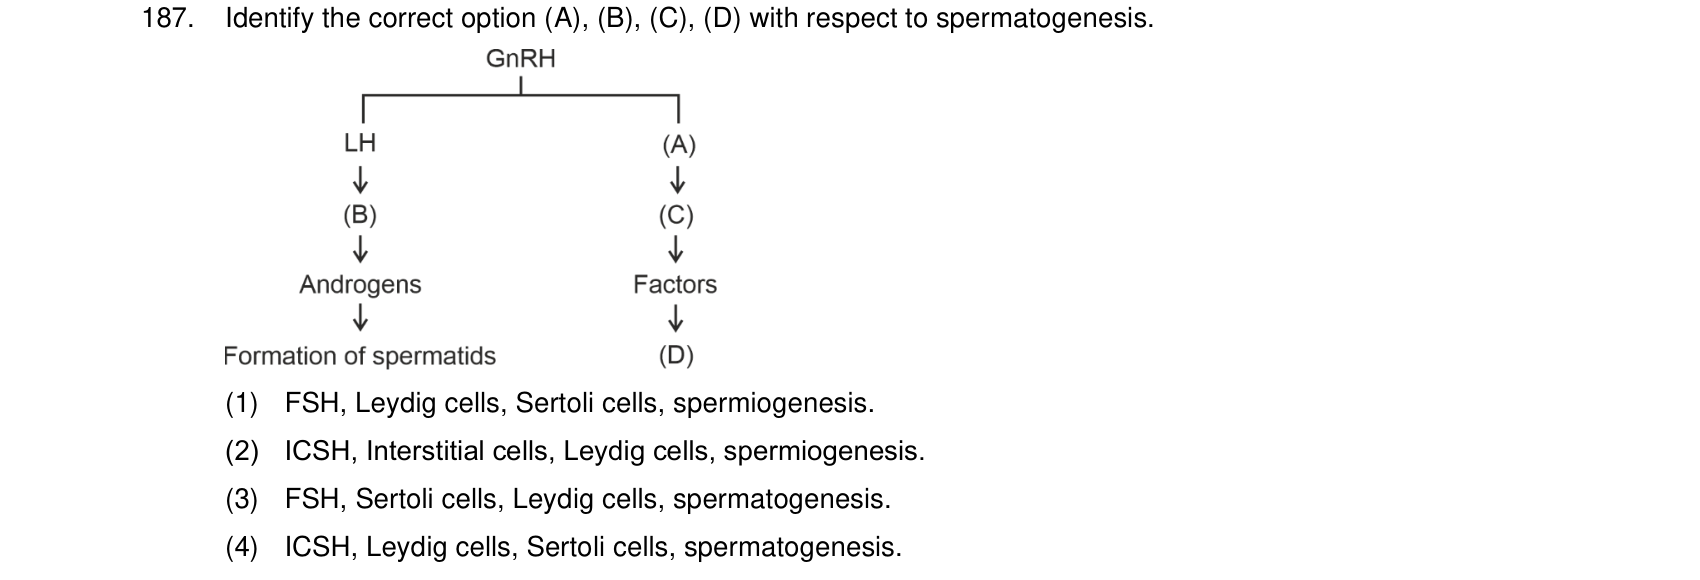 187. Identify the correct option (A), (B), (C), (D) with respect to spermatogenesis.
GnRH
LH (A)
(B) (C)
Androgens Factors
Formation of spermatids (D)
(1) FSH, Leydig cells, Sertoli cells, spermiogenesis.
(2) ICSH, Interstitial cells, Leydig cells, spermiogenesis.
(3) FSH, Sertoli cells, Leydig cells, spermatogenesis.
(4) ICSH, Leydig cells, Sertoli cells, spermatogenesis.